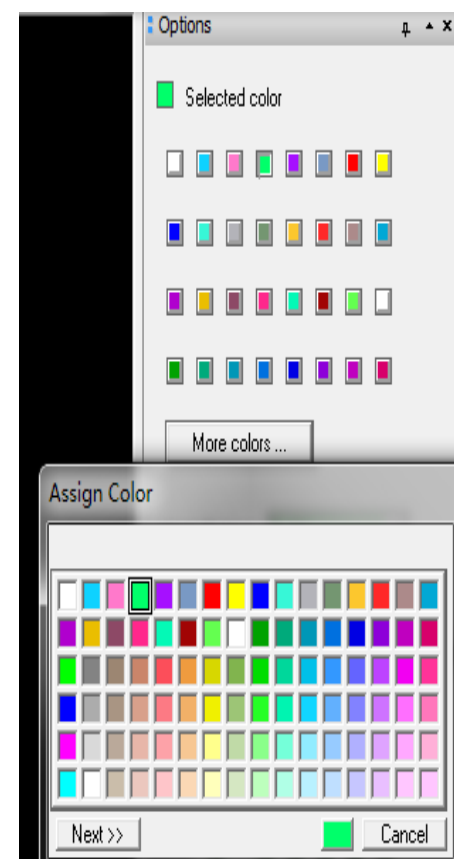 Options
Selected color
More colors ...
Assign Color
Next >>
Cancel